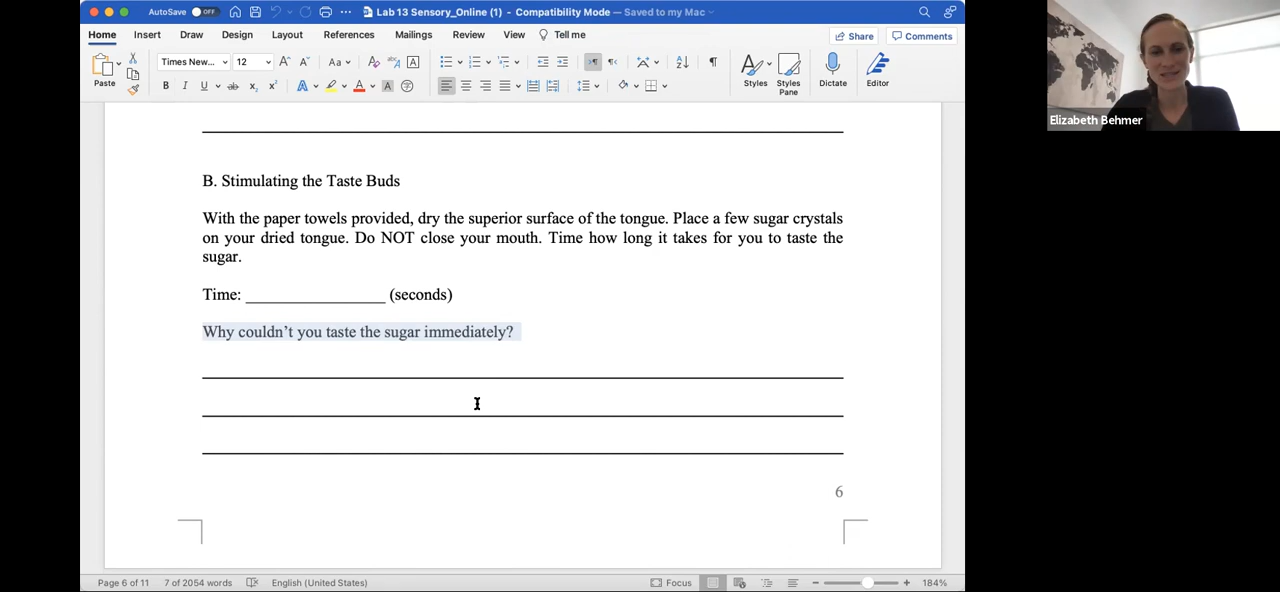 AutoSave OFF Lab 13 Sensory_Online (1) - Compatibility Mode — Saved to my Mac
Home Insert Draw Design Layout References Mailings Review View Tell me Share Comments
Paste Times New... 12 Aa Styles Styles Pane Dictate Editor
B. Stimulating the Taste Buds
With the paper towels provided, dry the superior surface of the tongue. Place a few sugar crystals
on your dried tongue. Do NOT close your mouth. Time how long it takes for you to taste the
sugar.
Time: _________________ (seconds)
Why couldn't you taste the sugar immediately?
6
Page 6 of 11 7 of 2054 words English (United States) Focus 184%
Elizabeth Behmer